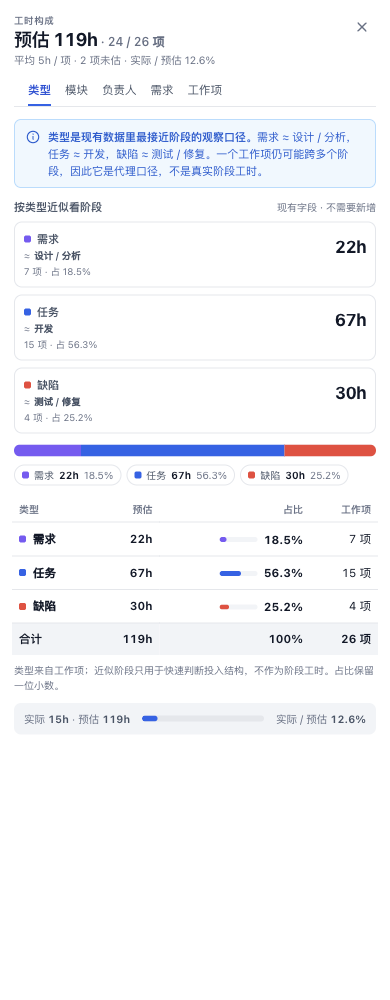 工时构成
预估 119h · 24 / 26 项
平均 5h / 项 · 2 项未估 · 实际 / 预估 12.6%
类型 模块 负责人 需求 工作项
类型是现有数据里最接近阶段的观察口径。需求 ≈ 设计 / 分析，
任务 ≈ 开发，缺陷 ≈ 测试 / 修复。一个工作项仍可能跨多个阶
段，因此它是代理口径，不是真实阶段工时。
按类型近似看阶段 现有字段 · 不需要新增
需求 22h
≈ 设计 / 分析
7 项 · 占 18.5%
任务 67h
≈ 开发
15 项 · 占 56.3%
缺陷 30h
≈ 测试 / 修复
4 项 · 占 25.2%
需求 22h 18.5% 任务 67h 56.3% 缺陷 30h 25.2%
类型 预估 占比 工作项
需求 22h 18.5% 7 项
任务 67h 56.3% 15 项
缺陷 30h 25.2% 4 项
合计 119h 100% 26 项
类型来自工作项；近似阶段只用于快速判断投入结构，不作为阶段工时。占比保留
一位小数。
实际 15h · 预估 119h 实际 / 预估 12.6%